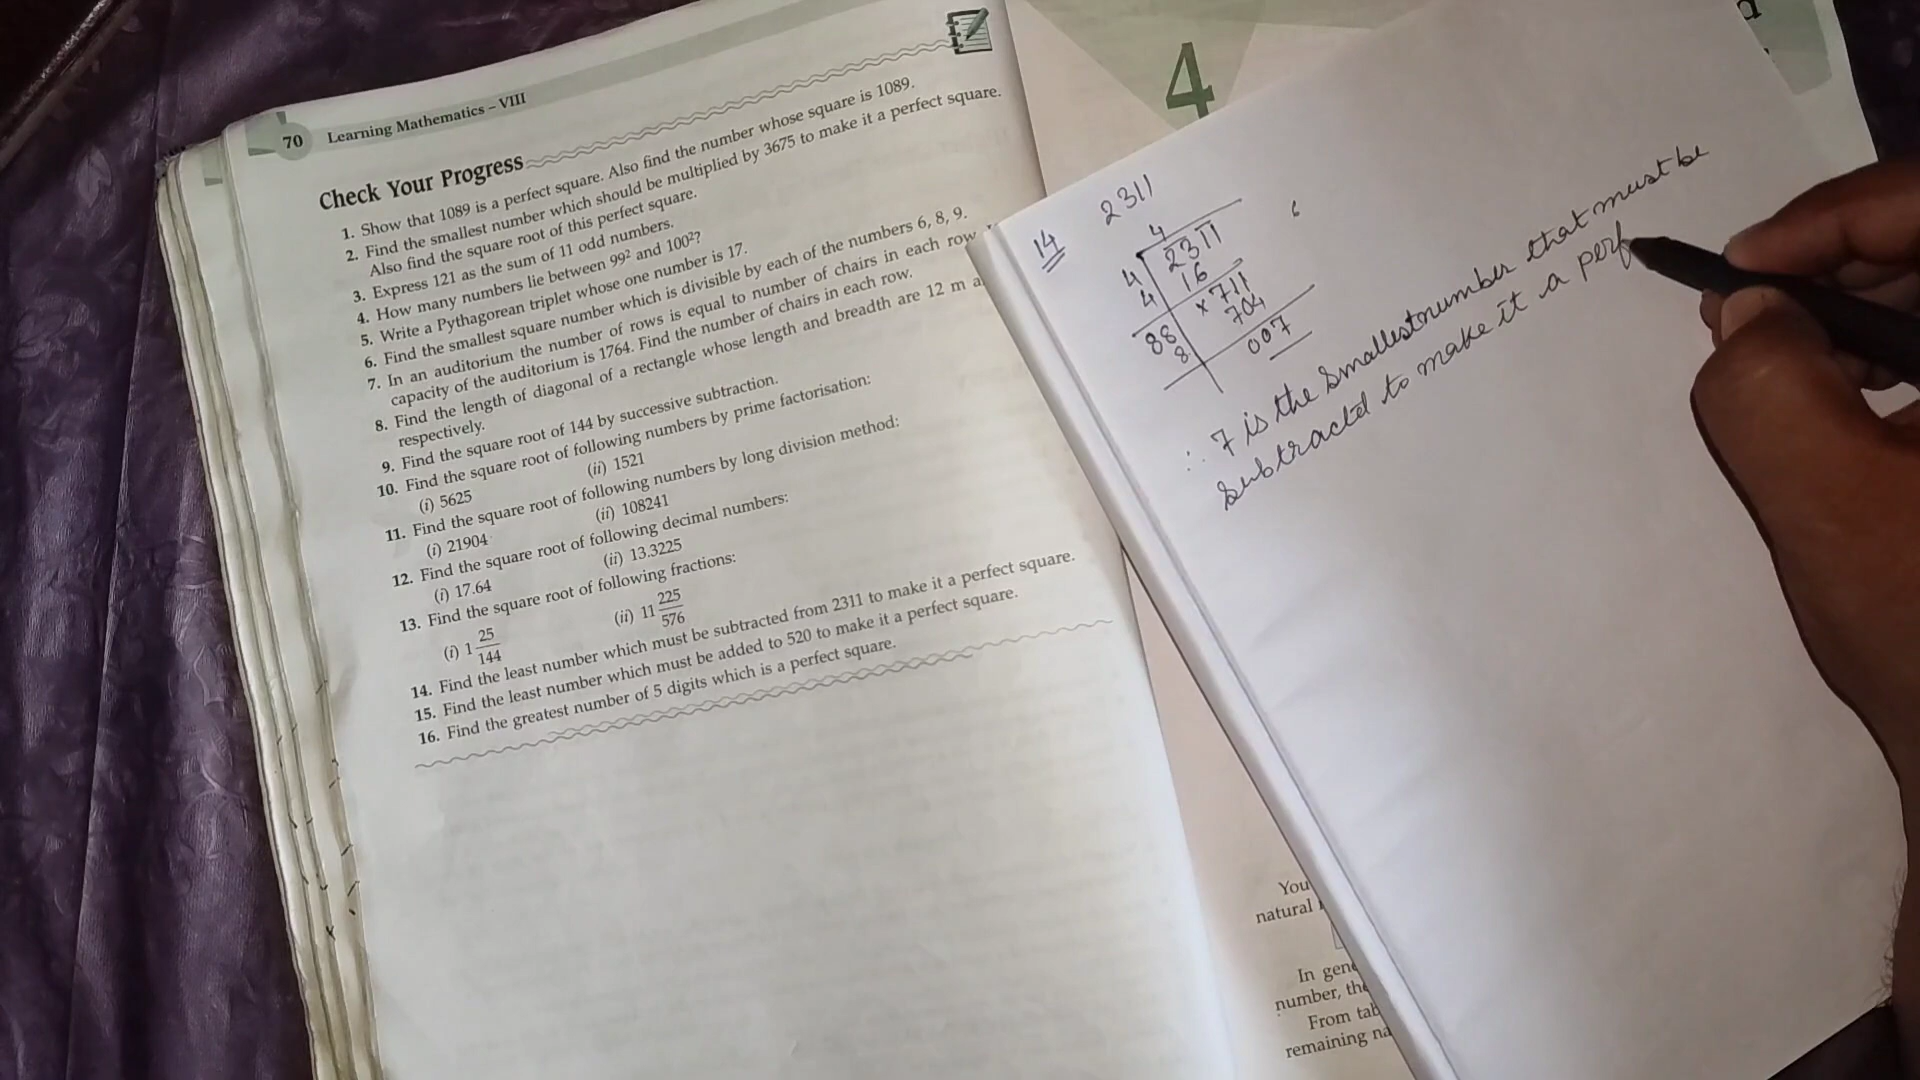 70 Learning Mathematics – VIII
Check Your Progress
1. Show that 1089 is a perfect square. Also find the number whose square is 1089.
2. Find the smallest number which should be multiplied by 3675 to make it a perfect square.
Also find the square root of this perfect square.
3. Express 121 as the sum of 11 odd numbers.
4. How many numbers lie between 99² and 100²?
5. Write a Pythagorean triplet whose one number is 17.
6. Find the smallest square number which is divisible by each of the numbers 6, 8, 9.
7. In an auditorium the number of rows is equal to number of chairs in each row.
capacity of the auditorium is 1764. Find the number of chairs in each row.
8. Find the length of diagonal of a rectangle whose length and breadth are 12 m a
respectively.
9. Find the square root of 144 by successive subtraction.
10. Find the square root of following numbers by prime factorisation:
(i) 5625 (ii) 1521
11. Find the square root of following numbers by long division method:
(i) 21904 (ii) 108241
12. Find the square root of following decimal numbers:
(i) 17.64 (ii) 13.3225
13. Find the square root of following fractions:
(i) 1 25/144 (ii) 11 225/576
14. Find the least number which must be subtracted from 2311 to make it a perfect square.
15. Find the least number which must be added to 520 to make it a perfect square.
16. Find the greatest number of 5 digits which is a perfect square.
4
14 2311
4
4 2311
4 16
88 ×711
8 704
007
∴ 7 is the Smallest number that must be
Subtracted to make it a perf
You
natural
In gene
number, the
From tab
remaining na